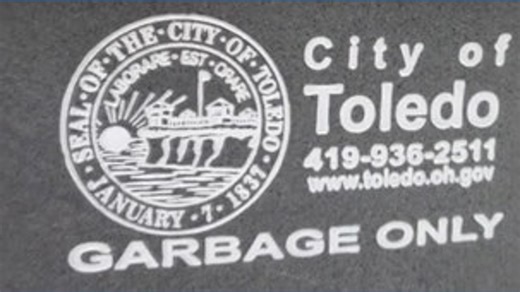 SEAL·OF·THE·CITY·OF·TOLEDO·
LABORARE·EST·ORARE
JANUARY·7·1837
City of
Toledo
419-936-2511
www.toledo.oh.gov
GARBAGE ONLY